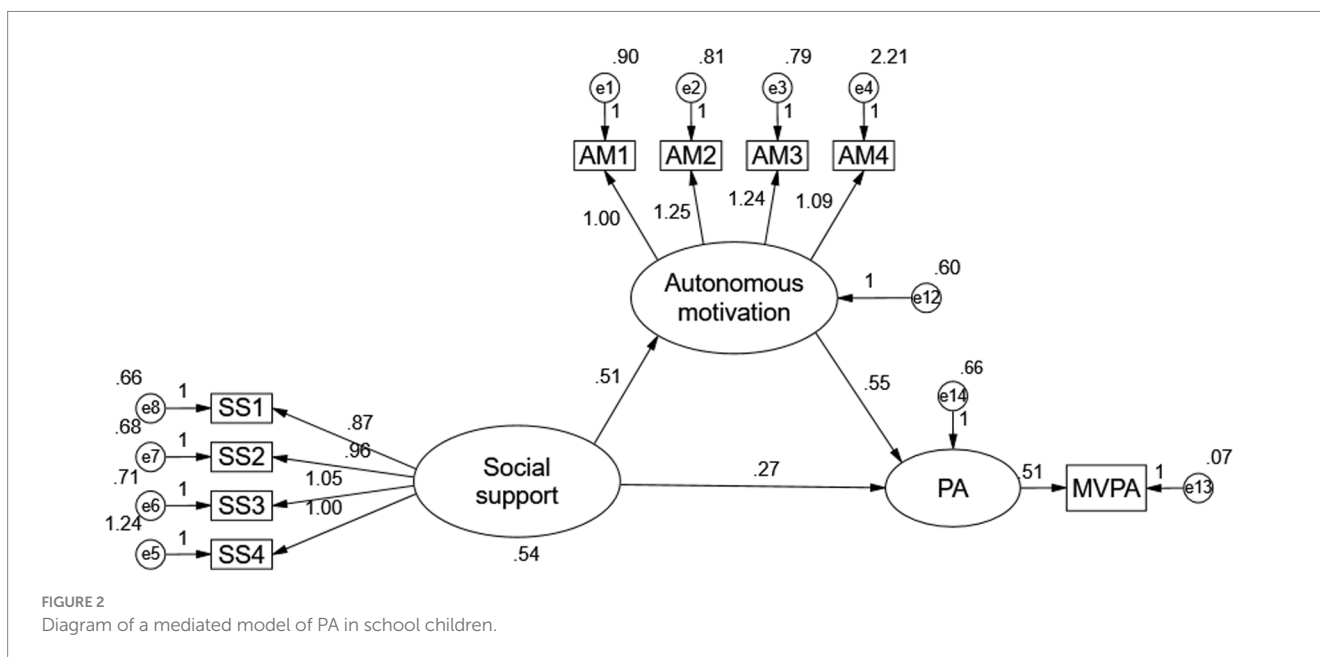 .90 .81 .79 2.21
e1 e2 e3 e4
1 1 1 1
AM1 AM2 AM3 AM4
1.00 1.25 1.24 1.09
Autonomous
motivation
1 .60
e12
.51 .55
.66
e14
1
.66
e8 1 SS1 .87
.68
e7 1 SS2 .96
.71
e6 1 SS3 1.05
1.24
e5 1 SS4 1.00
Social
support
.54
.27
PA
.51
MVPA
1 .07
e13
FIGURE 2
Diagram of a mediated model of PA in school children.